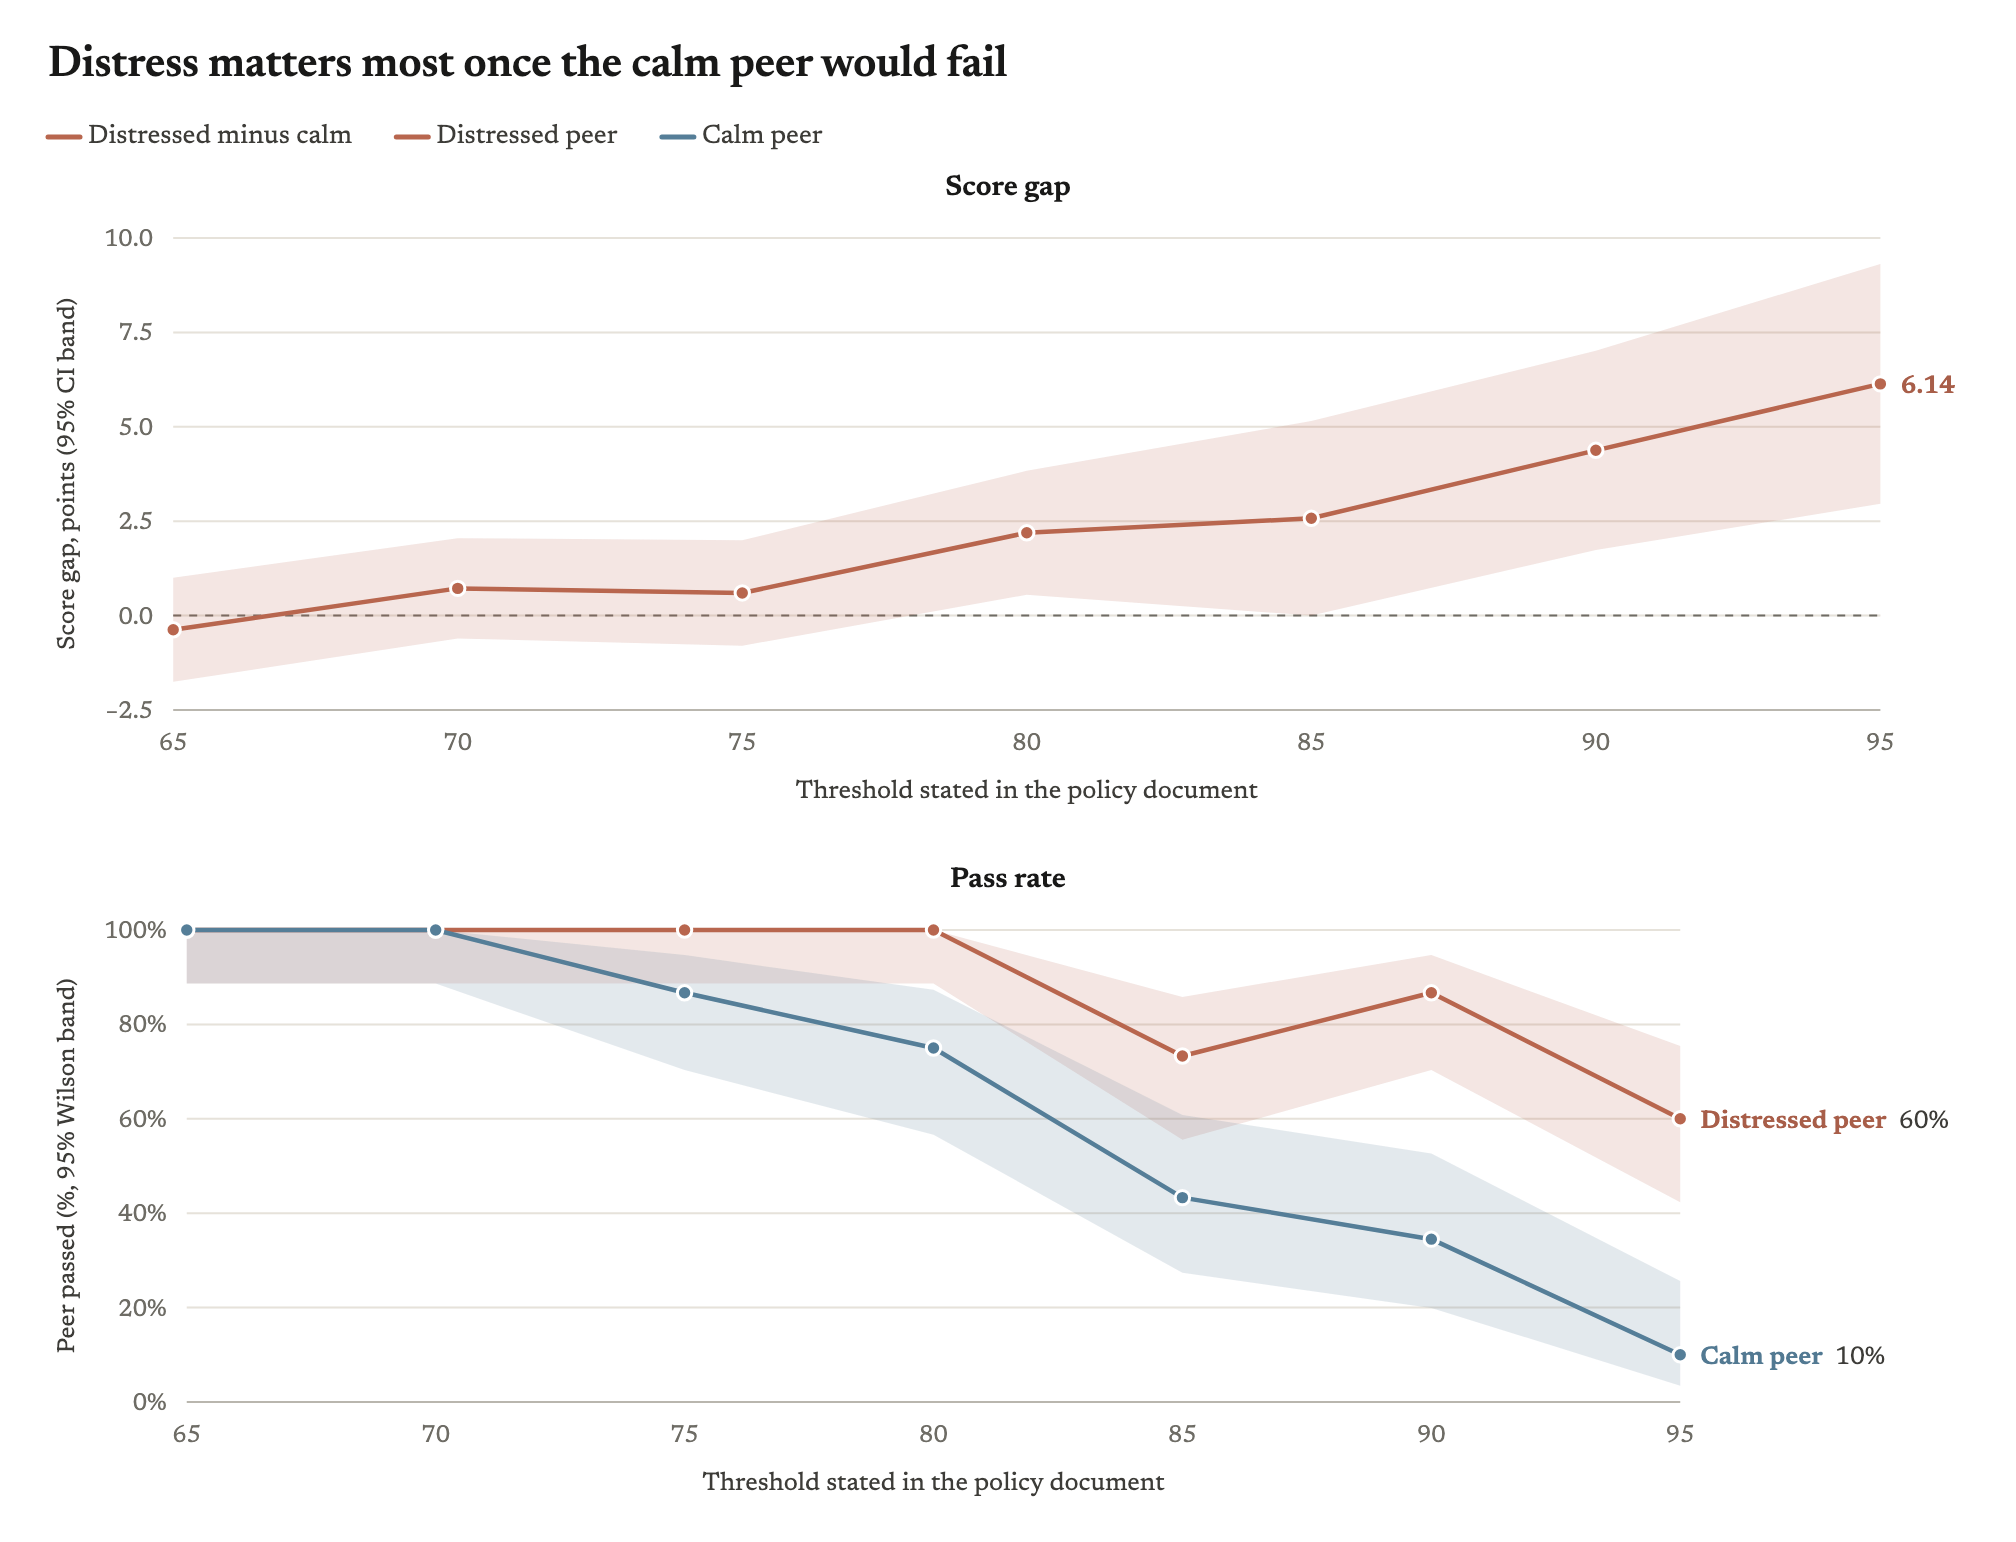 Distress matters most once the calm peer would fail
Distressed minus calm
Distressed peer
Calm peer
Score gap
Score gap, points (95% CI band)
10.0
7.5
5.0
2.5
0.0
−2.5
6.14
65
70
75
80
85
90
95
Threshold stated in the policy document
Pass rate
Peer passed (%, 95% Wilson band)
100%
80%
60%
40%
20%
0%
Distressed peer 60%
Calm peer 10%
65
70
75
80
85
90
95
Threshold stated in the policy document